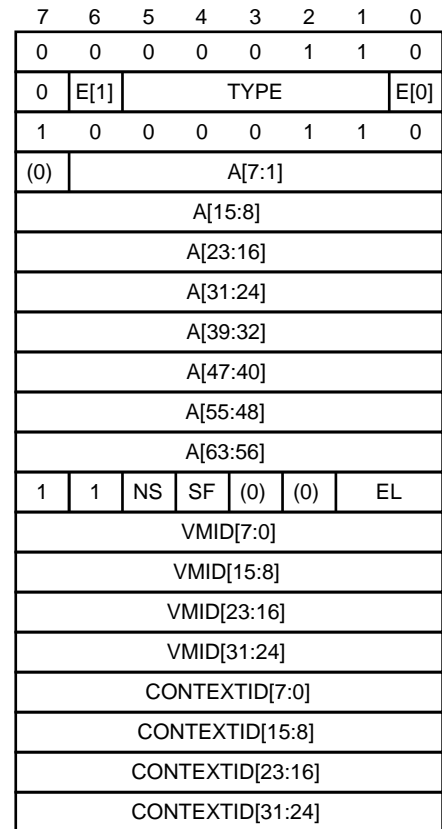 7 6 5 4 3 2 1 0
0 0 0 0 0 1 1 0
0 E[1] TYPE E[0]
1 0 0 0 0 1 1 0
(0) A[7:1]
A[15:8]
A[23:16]
A[31:24]
A[39:32]
A[47:40]
A[55:48]
A[63:56]
1 1 NS SF (0) (0) EL
VMID[7:0]
VMID[15:8]
VMID[23:16]
VMID[31:24]
CONTEXTID[7:0]
CONTEXTID[15:8]
CONTEXTID[23:16]
CONTEXTID[31:24]